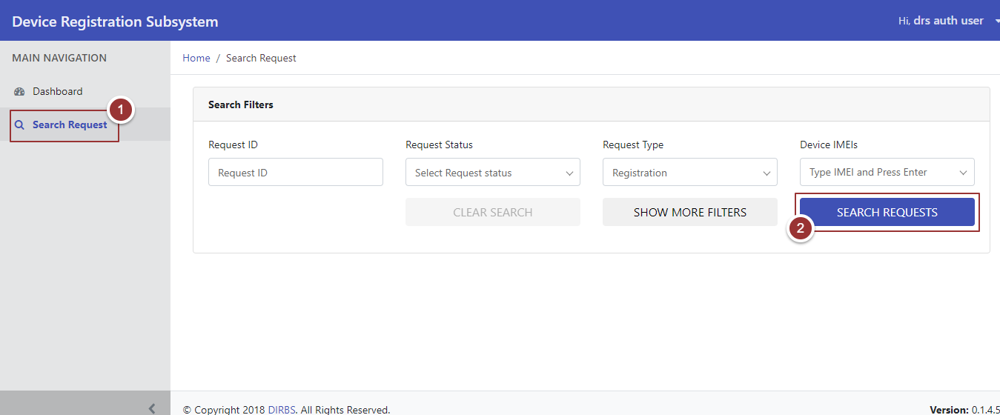 Device Registration Subsystem
Hi, drs auth user
MAIN NAVIGATION
Home / Search Request
Dashboard
1
Search Request
Search Filters
Request ID Request Status Request Type Device IMEIs
Request ID Select Request status Registration Type IMEI and Press Enter
CLEAR SEARCH SHOW MORE FILTERS SEARCH REQUESTS
2
© Copyright 2018 DIRBS. All Rights Reserved. Version: 0.1.4.5